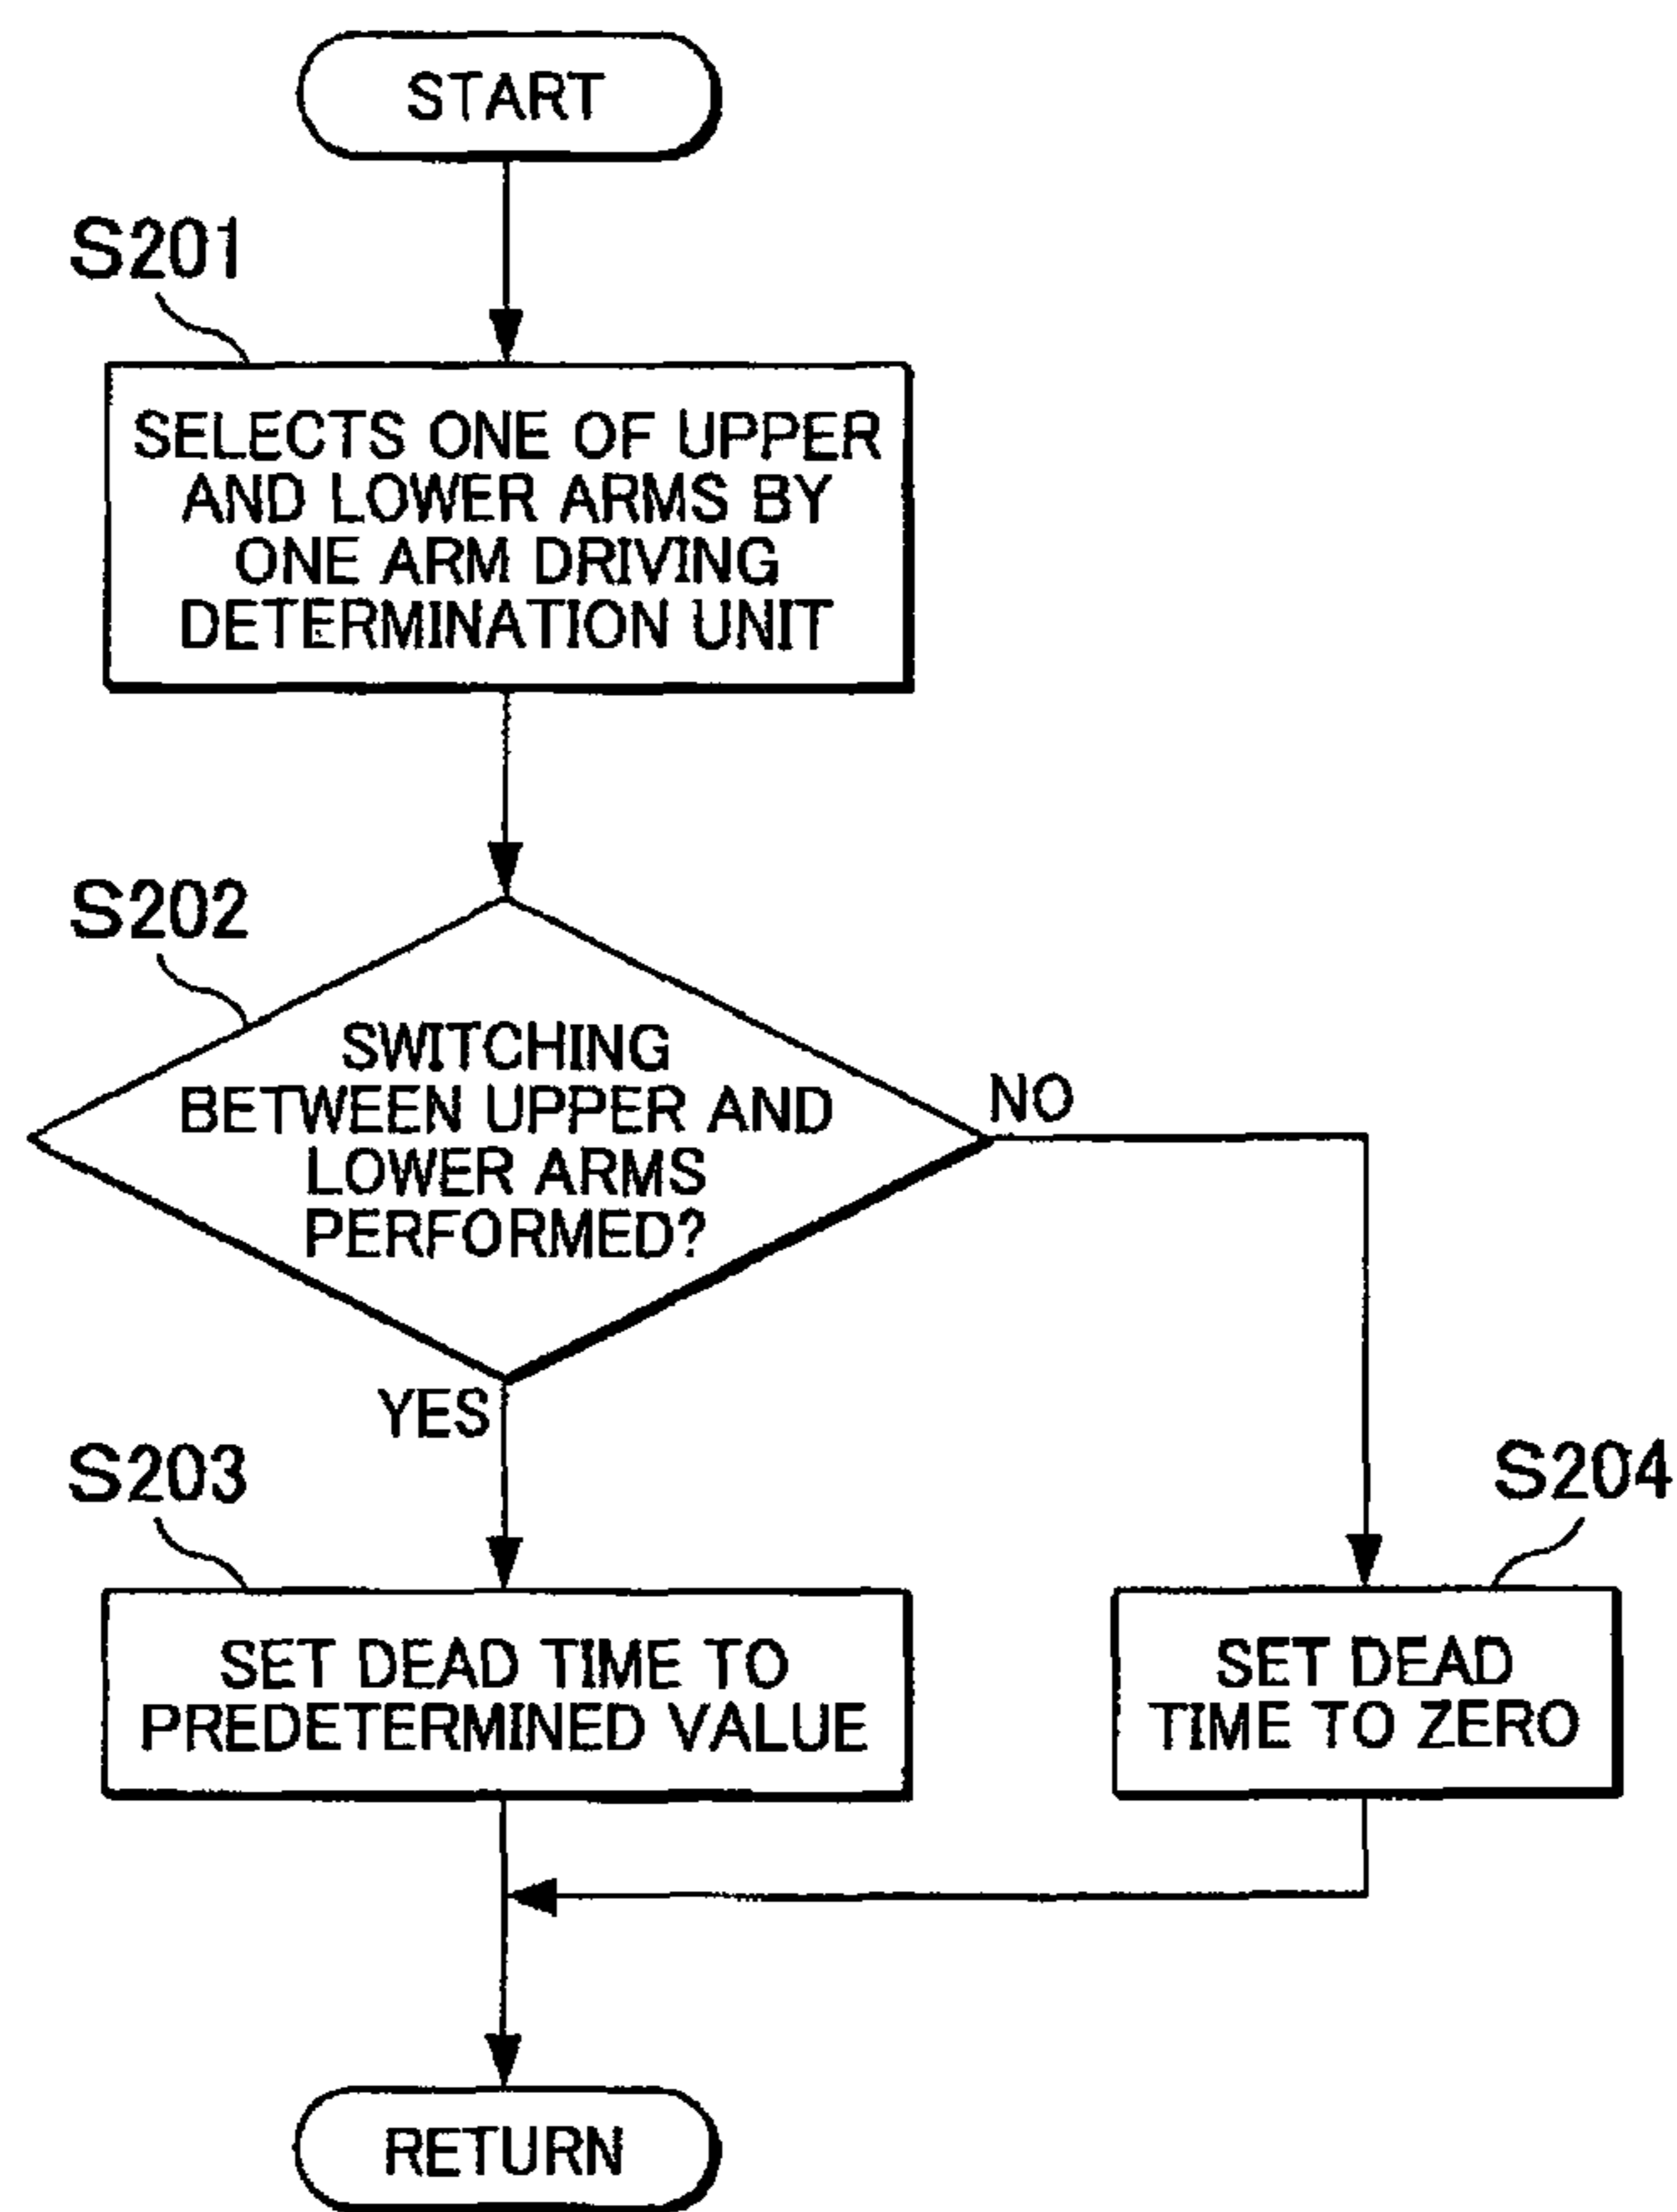 START
S201
SELECTS ONE OF UPPER
AND LOWER ARMS BY
ONE ARM DRIVING
DETERMINATION UNIT
S202
SWITCHING
BETWEEN UPPER AND
LOWER ARMS
PERFORMED?
NO
YES
S203
SET DEAD TIME TO
PREDETERMINED VALUE
S204
SET DEAD
TIME TO ZERO
RETURN